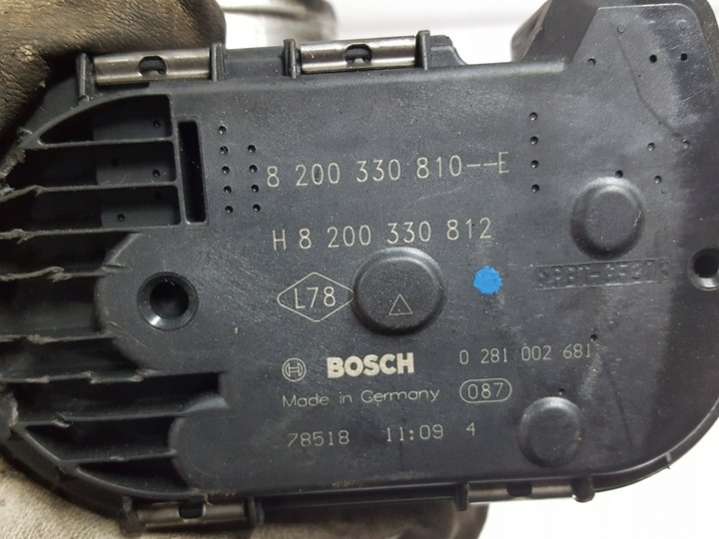 8 200 330 810--E
H 8 200 330 812
L78
BOSCH 0 281 002 681
Made in Germany 087
78518 11:09 4